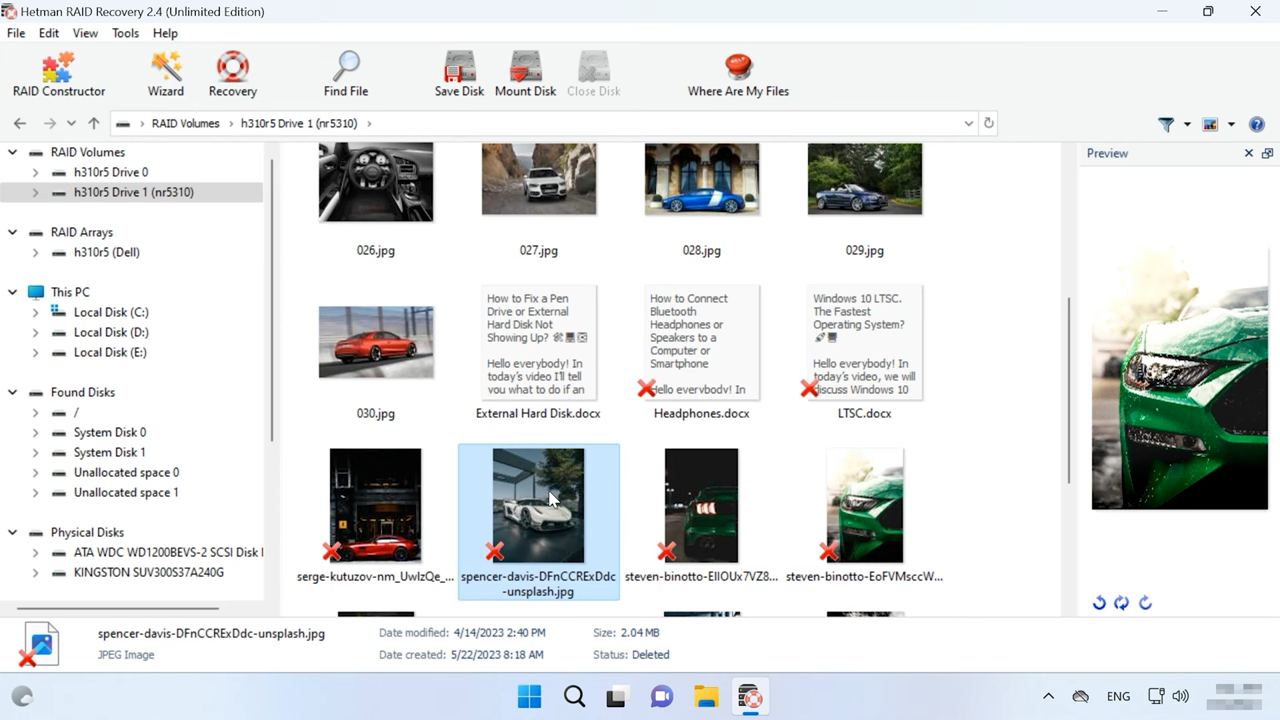 Hetman RAID Recovery 2.4 (Unlimited Edition)
File Edit View Tools Help
RAID Constructor Wizard Recovery Find File Save Disk Mount Disk Close Disk Where Are My Files
RAID Volumes › h310r5 Drive 1 (nr5310) ›
RAID Volumes
h310r5 Drive 0
h310r5 Drive 1 (nr5310)
RAID Arrays
h310r5 (Dell)
This PC
Local Disk (C:)
Local Disk (D:)
Local Disk (E:)
Found Disks
/
System Disk 0
System Disk 1
Unallocated space 0
Unallocated space 1
Physical Disks
ATA WDC WD1200BEVS-2 SCSI Disk
KINGSTON SUV300S37A240G
026.jpg 027.jpg 028.jpg 029.jpg
How to Fix a Pen
Drive or External
Hard Disk Not
Showing Up?
Hello everybody! In
today's video I'll tell
you what to do if an
How to Connect
Bluetooth
Headphones or
Speakers to a
Computer or
Smartphone
Hello everybody! In
Windows 10 LTSC.
The Fastest
Operating System?
Hello everybody! In
today's video, we will
discuss Windows 10
030.jpg External Hard Disk.docx Headphones.docx LTSC.docx
serge-kutuzov-nm_UwlzQe_... spencer-davis-DFnCCRExDdc
-unsplash.jpg
steven-binotto-EIIOUx7VZ8... steven-binotto-EoFVMsccW...
Preview
spencer-davis-DFnCCRExDdc-unsplash.jpg
JPEG Image
Date modified: 4/14/2023 2:40 PM
Date created: 5/22/2023 8:18 AM
Size: 2.04 MB
Status: Deleted
ENG